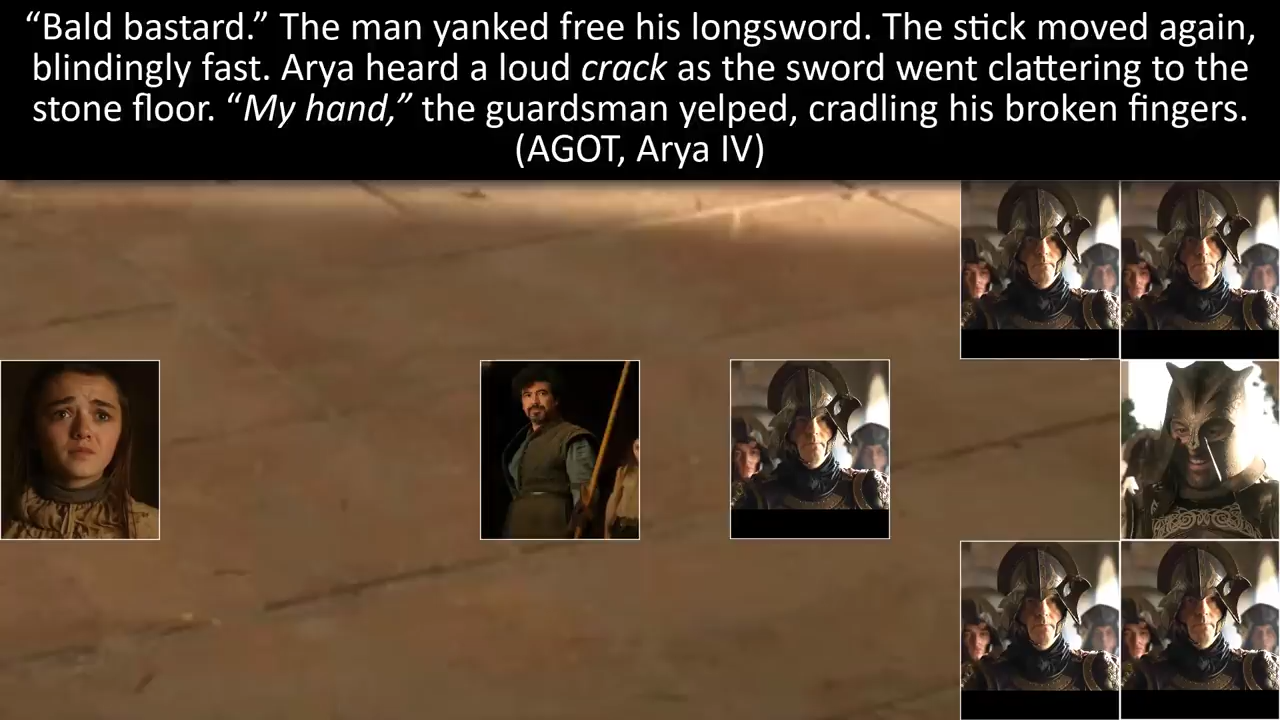 “Bald bastard.” The man yanked free his longsword. The stick moved again,
blindingly fast. Arya heard a loud crack as the sword went clattering to the
stone floor. “My hand,” the guardsman yelped, cradling his broken fingers.
(AGOT, Arya IV)